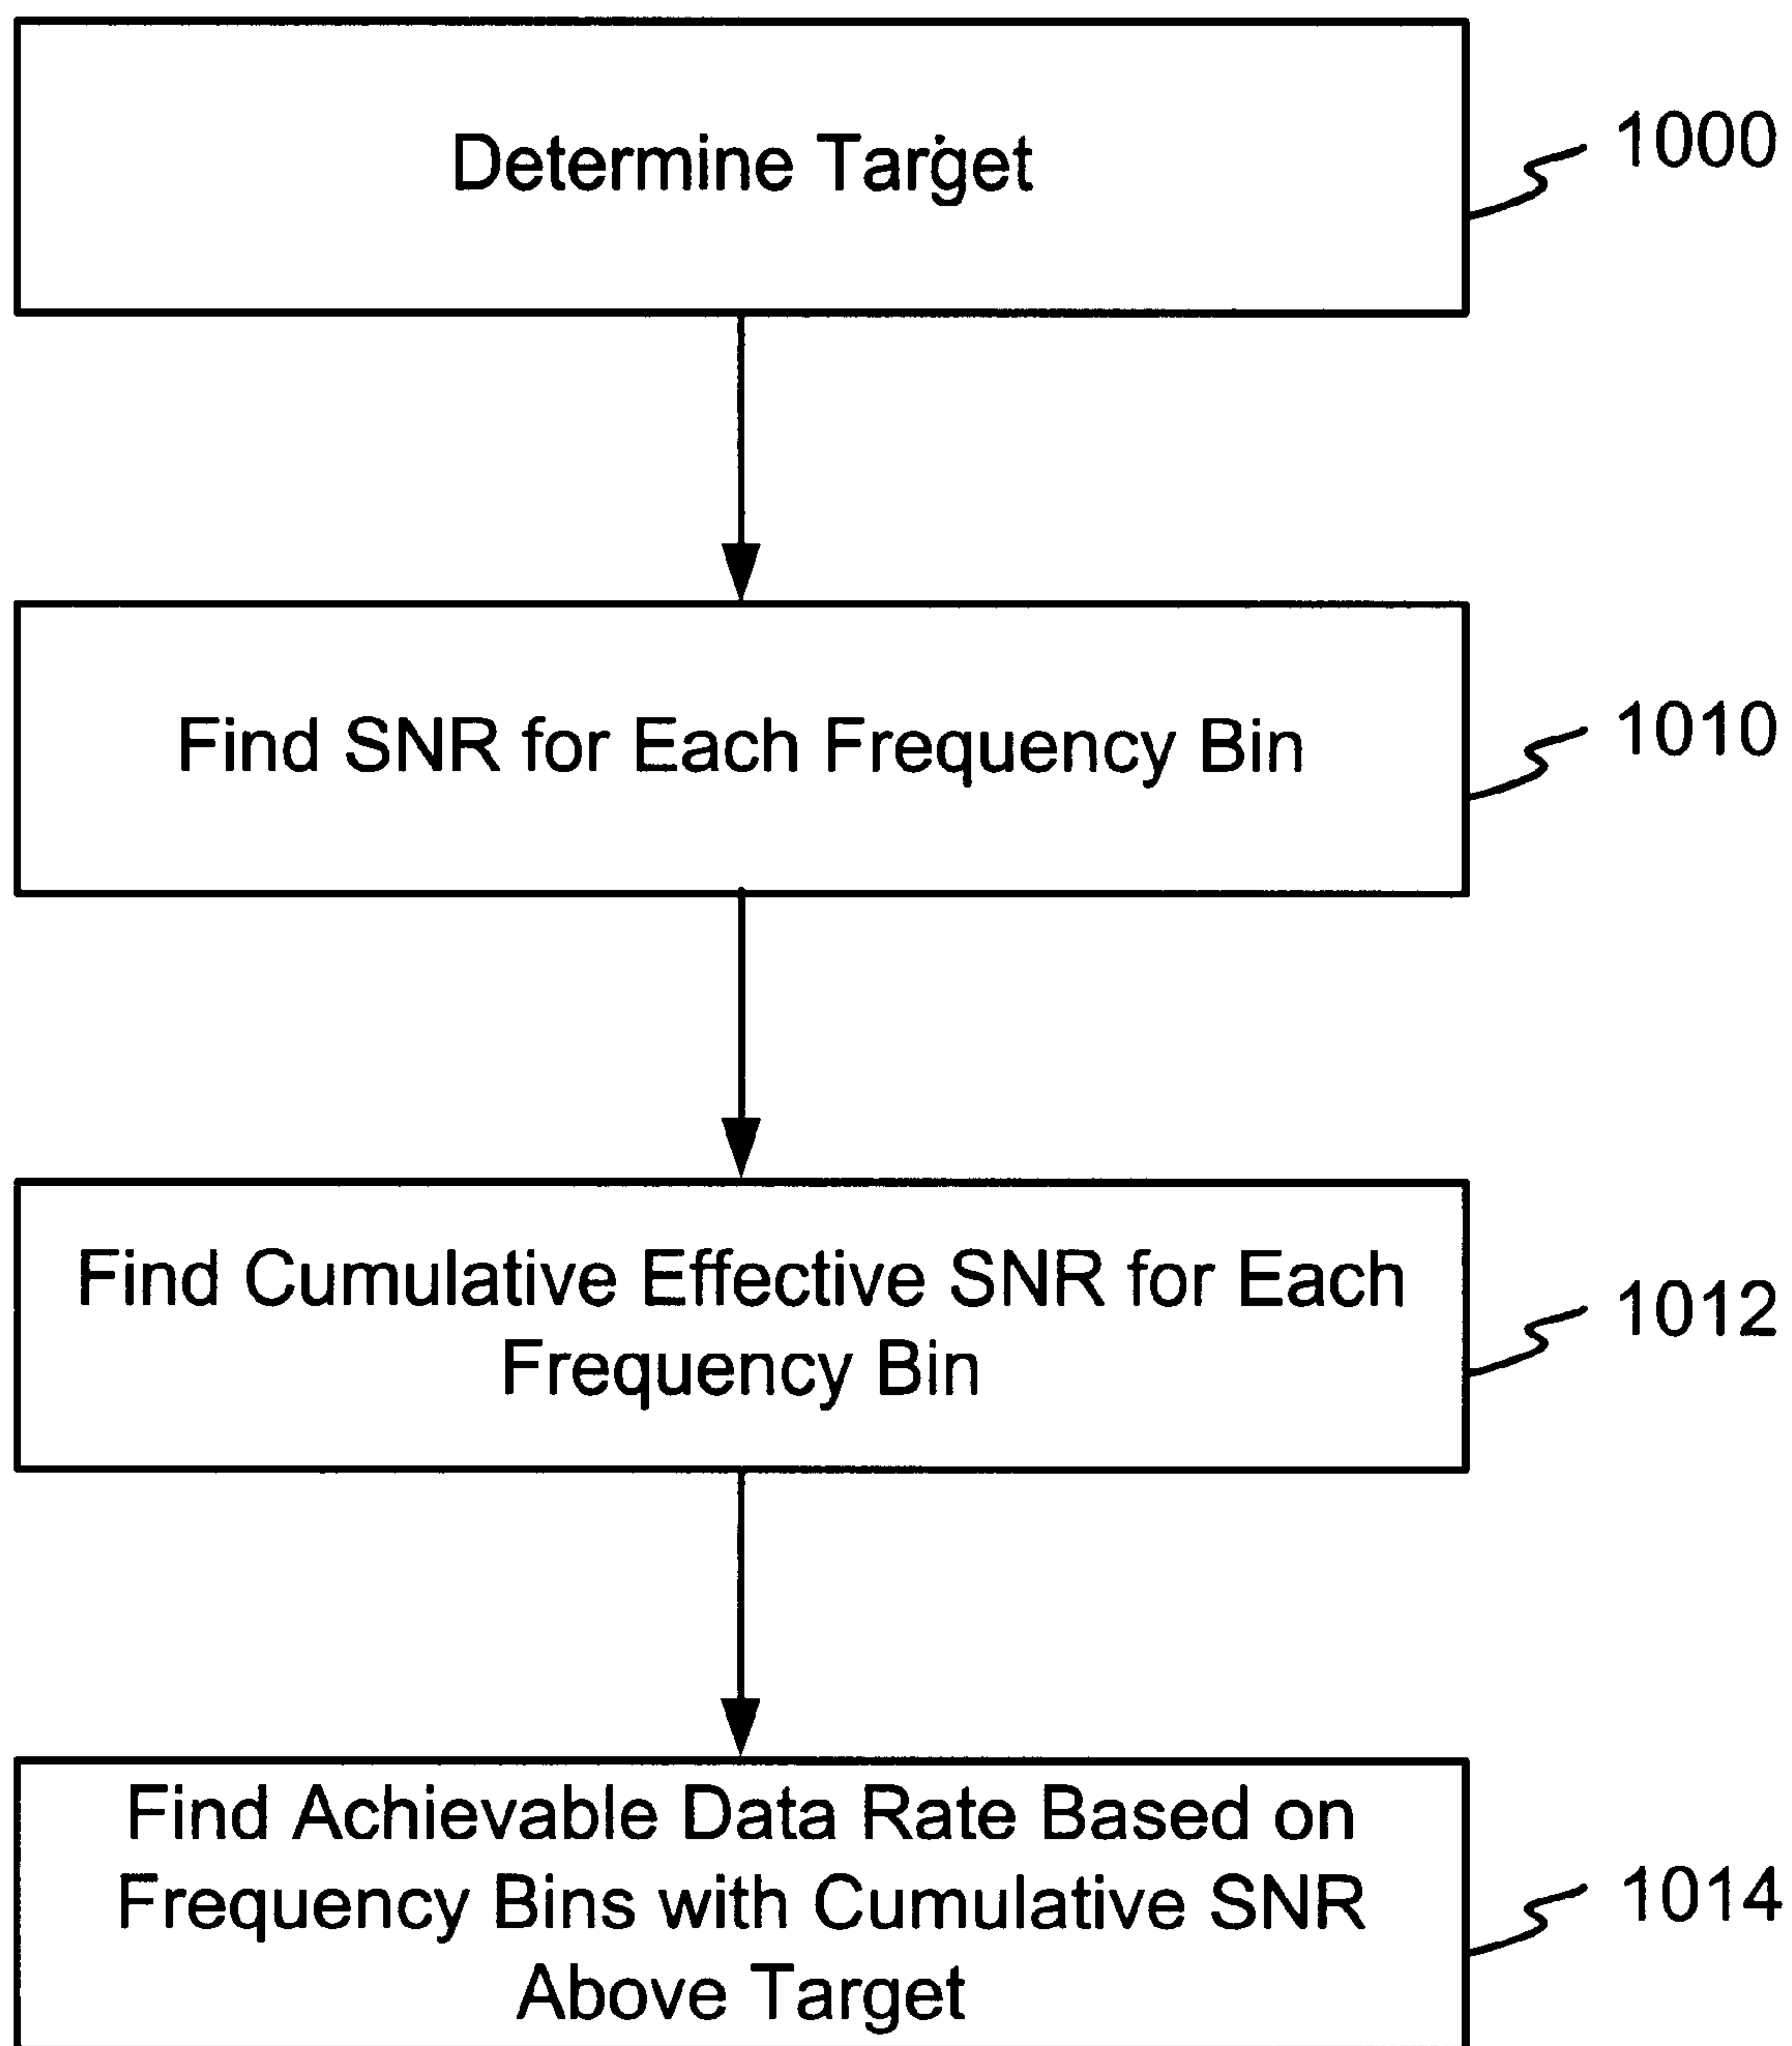 Determine Target
1000
Find SNR for Each Frequency Bin
1010
Find Cumulative Effective SNR for Each
Frequency Bin
1012
Find Achievable Data Rate Based on
Frequency Bins with Cumulative SNR
Above Target
1014